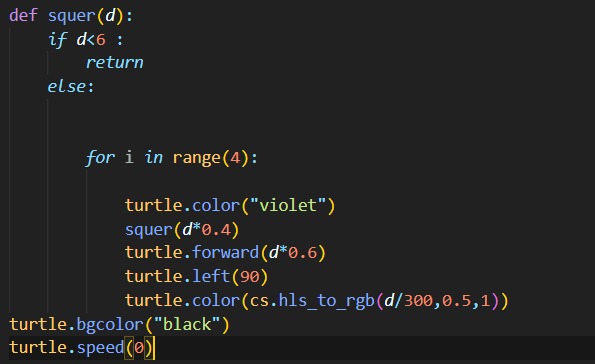 def squer(d):
    if d<6 :
        return
    else:
        for i in range(4):
            turtle.color("violet")
            squer(d*0.4)
            turtle.forward(d*0.6)
            turtle.left(90)
            turtle.color(cs.hls_to_rgb(d/300,0.5,1))
turtle.bgcolor("black")
turtle.speed(0)